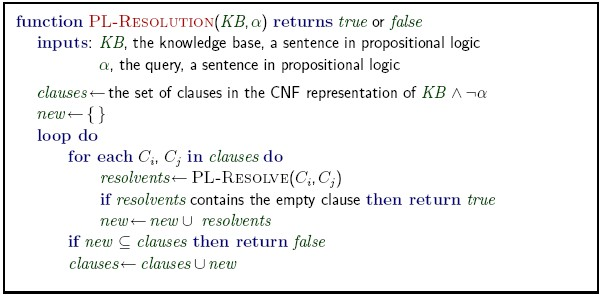 function PL-RESOLUTION(KB, α) returns true or false
inputs: KB, the knowledge base, a sentence in propositional logic
α, the query, a sentence in propositional logic
clauses ← the set of clauses in the CNF representation of KB ∧ ¬α
new ← { }
loop do
for each Ci, Cj in clauses do
resolvents ← PL-RESOLVE(Ci, Cj)
if resolvents contains the empty clause then return true
new ← new ∪ resolvents
if new ⊆ clauses then return false
clauses ← clauses ∪ new